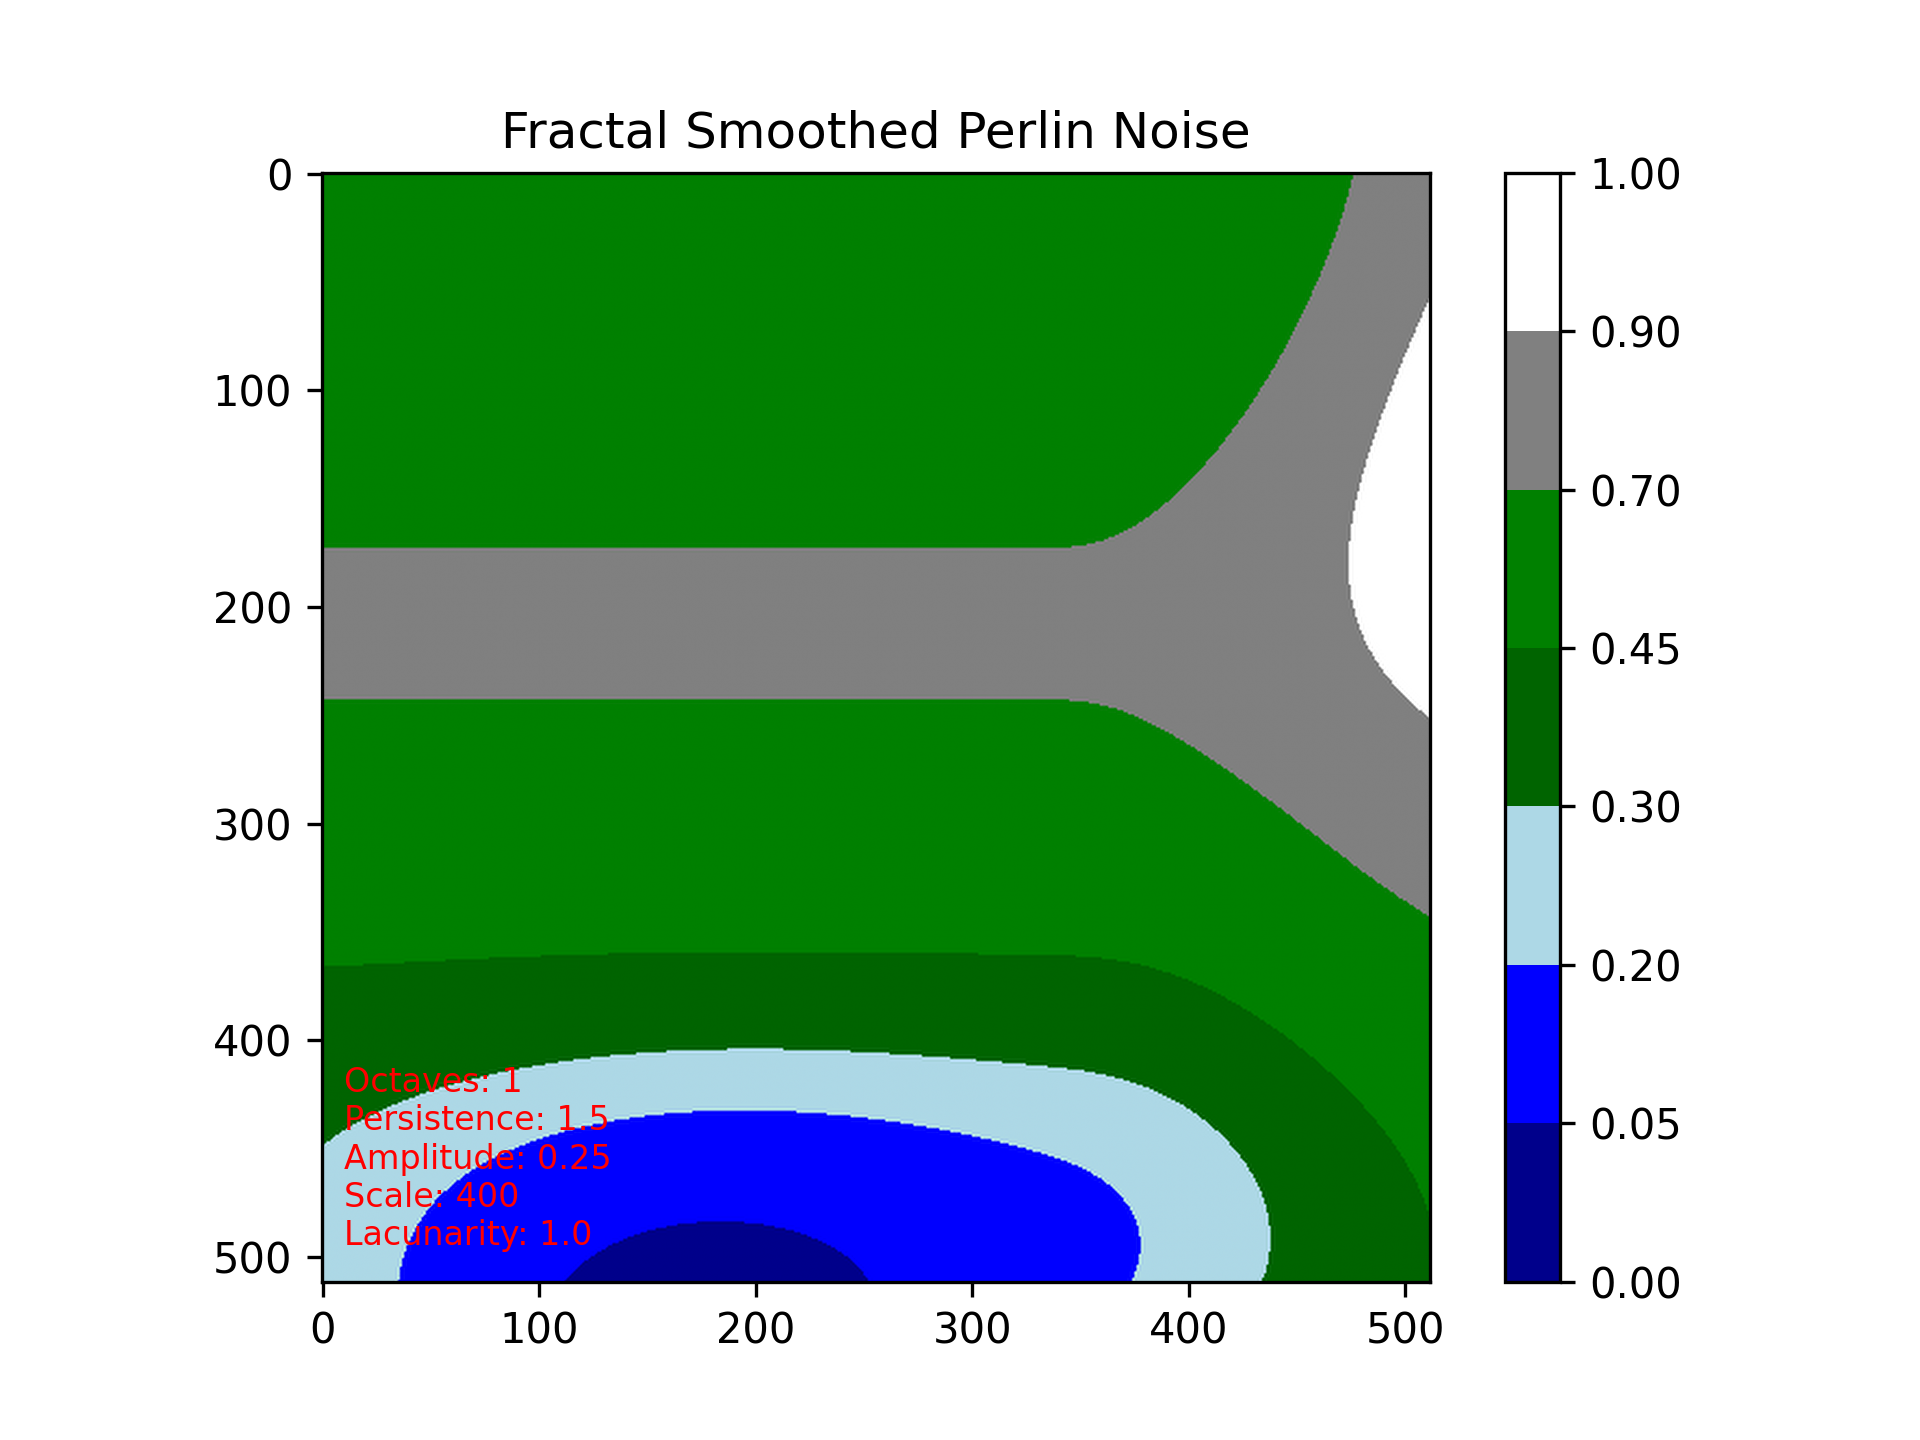 Fractal Smoothed Perlin Noise
0
100
200
300
400
500
Octaves: 1
Persistence: 1.5
Amplitude: 0.25
Scale: 400
Lacunarity: 1.0
0 100 200 300 400 500
1.00
0.90
0.70
0.45
0.30
0.20
0.05
0.00